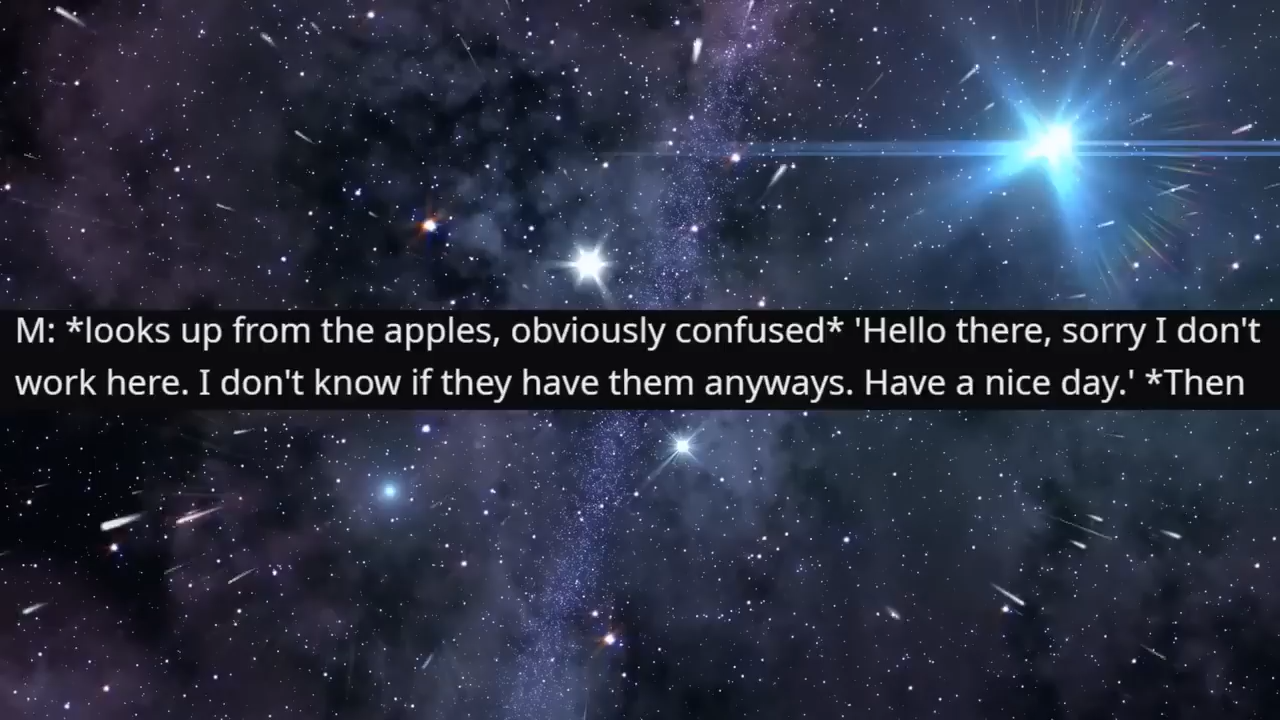 M: *looks up from the apples, obviously confused* 'Hello there, sorry I don't
work here. I don't know if they have them anyways. Have a nice day.' *Then